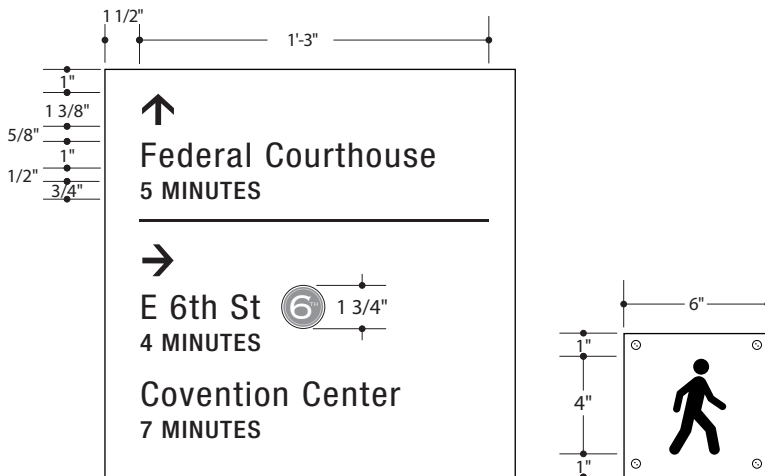 1 1/2"
1'-3"
1"
1 3/8"
5/8"
1"
1/2"
3/4"
Federal Courthouse
5 MINUTES
E 6th St 6TH 1 3/4"
4 MINUTES
Covention Center
7 MINUTES
6"
1"
4"
1"